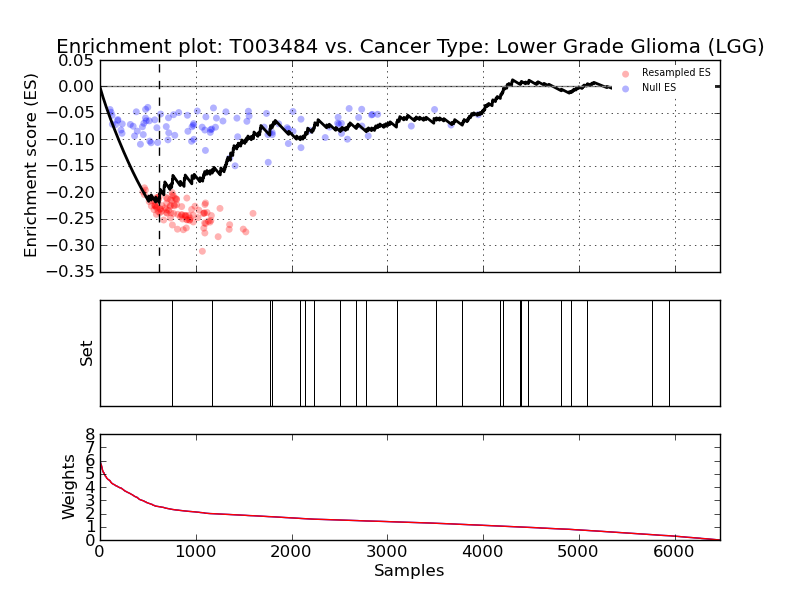 Enrichment plot: T003484 vs. Cancer Type: Lower Grade Glioma (LGG)
0.05
0.00
−0.05
−0.10
−0.15
−0.20
−0.25
−0.30
−0.35
Enrichment score (ES)
Resampled ES
Null ES
Set
8
7
6
5
4
3
2
1
0
Weights
0 1000 2000 3000 4000 5000 6000
Samples